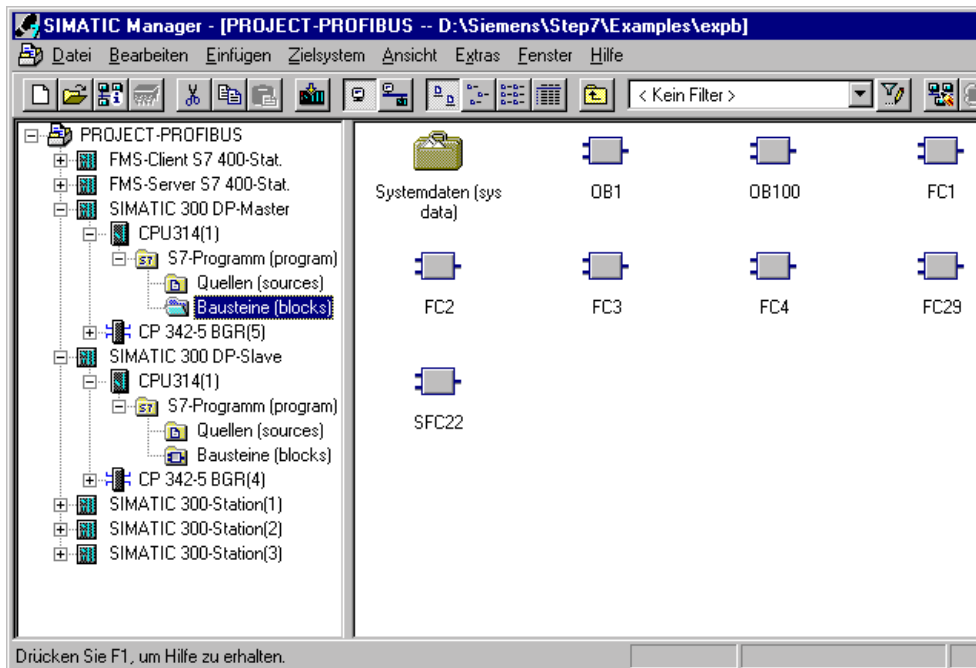 SIMATIC Manager - [PROJECT-PROFIBUS -- D:\Siemens\Step7\Examples\expb]
Datei Bearbeiten Einfügen Zielsystem Ansicht Extras Fenster Hilfe
< Kein Filter >
PROJECT-PROFIBUS
FMS-Client S7 400-Stat.
FMS-Server S7 400-Stat.
SIMATIC 300 DP-Master
CPU314(1)
S7-Programm (program)
Quellen (sources)
Bausteine (blocks)
CP 342-5 BGR(5)
SIMATIC 300 DP-Slave
CPU314(1)
S7-Programm (program)
Quellen (sources)
Bausteine (blocks)
CP 342-5 BGR(4)
SIMATIC 300-Station(1)
SIMATIC 300-Station(2)
SIMATIC 300-Station(3)
Systemdaten (sys
data)
OB1
OB100
FC1
FC2
FC3
FC4
FC29
SFC22
Drücken Sie F1, um Hilfe zu erhalten.